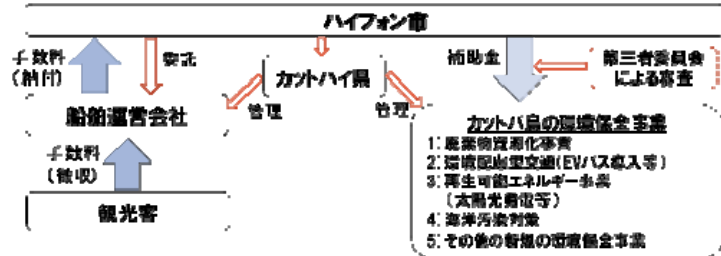 ハイフォン市
手数料
(納付)
委託
カットハイ県
補助金
第三者委員会
による審査
船舶運営会社
管理
管理
カットバ島の環境保全事業
1: 廃棄物資源化事業
2: 環境配慮型交通(EVバス導入等)
3: 再生可能エネルギー事業
(太陽光発電等)
4: 海洋汚染対策
5: その他の新規の環境保全事業
手数料
(徴収)
観光客